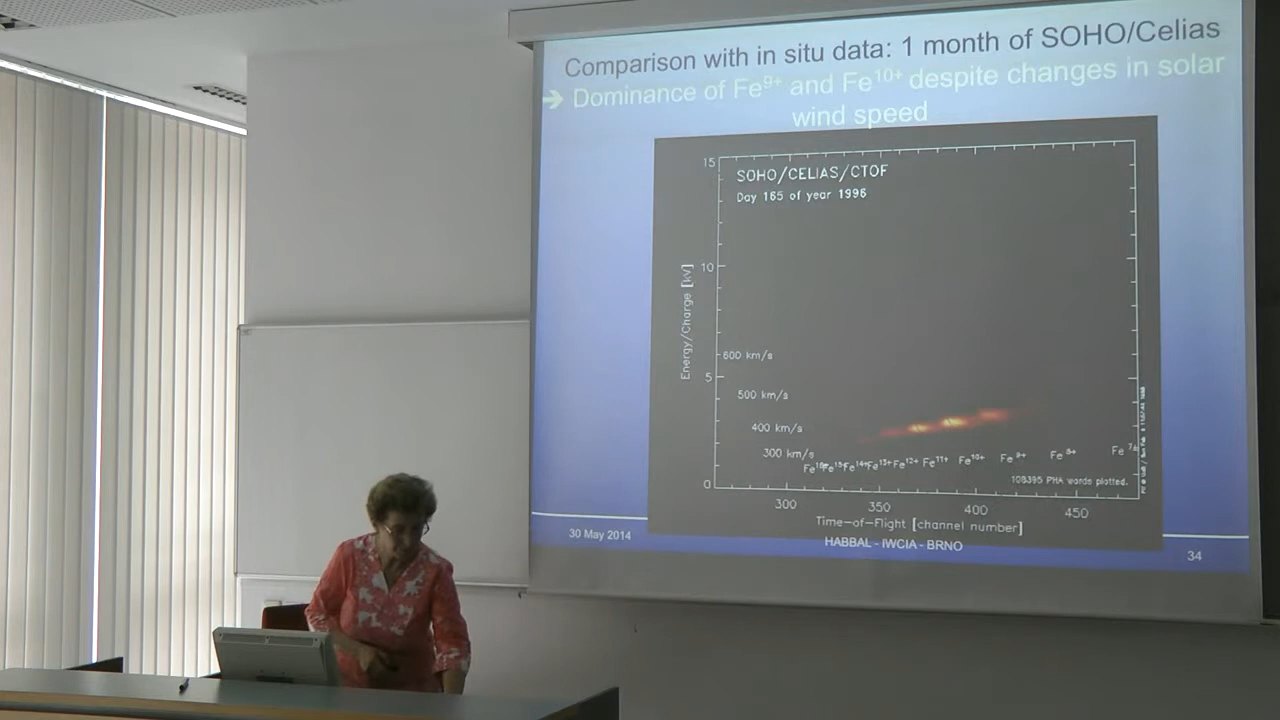 Comparison with in situ data: 1 month of SOHO/Celias
➔ Dominance of Fe⁹⁺ and Fe¹⁰⁺ despite changes in solar
wind speed
SOHO/CELIAS/CTOF
Day 165 of year 1996
15
10
5
0
Energy/Charge [kV]
600 km/s
500 km/s
400 km/s
300 km/s
Fe¹³⁺ Fe¹²⁺ Fe¹¹⁺ Fe¹⁰⁺ Fe⁹⁺ Fe⁸⁺ Fe⁷⁺
108395 PHA words plotted.
300 350 400 450
Time-of-Flight [channel number]
30 May 2014
HABBAL - IWCIA - BRNO
34